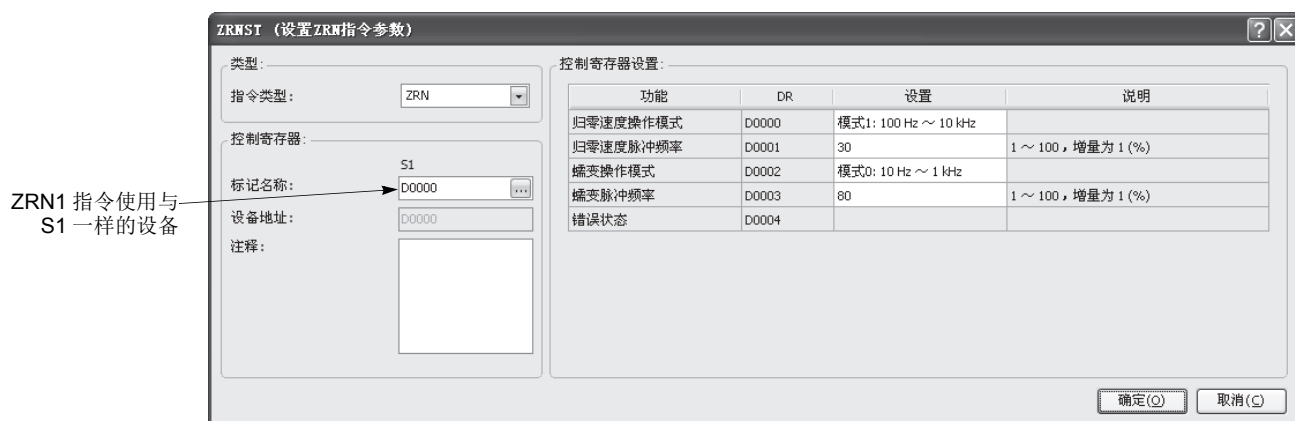 ZRNST (设置ZRN指令参数)
类型:
指令类型: ZRN
控制寄存器:
S1
标记名称: D0000 ...
设备地址: D0000
注释:
ZRN1 指令使用与
S1 一样的设备
控制寄存器设置:
功能 DR 设置 说明
归零速度操作模式 D0000 模式1: 100 Hz ～ 10 kHz
归零速度脉冲频率 D0001 30 1 ～ 100，增量为 1 (%)
蠕变操作模式 D0002 模式0: 10 Hz ～ 1 kHz
蠕变脉冲频率 D0003 80 1 ～ 100，增量为 1 (%)
错误状态 D0004
确定(O) 取消(C)